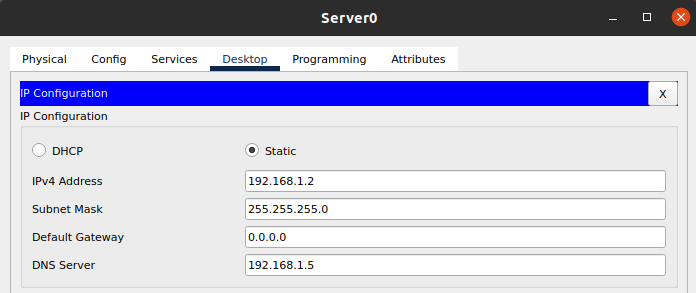 Server0
Physical Config Services Desktop Programming Attributes
IP Configuration X
IP Configuration
DHCP Static
IPv4 Address 192.168.1.2
Subnet Mask 255.255.255.0
Default Gateway 0.0.0.0
DNS Server 192.168.1.5